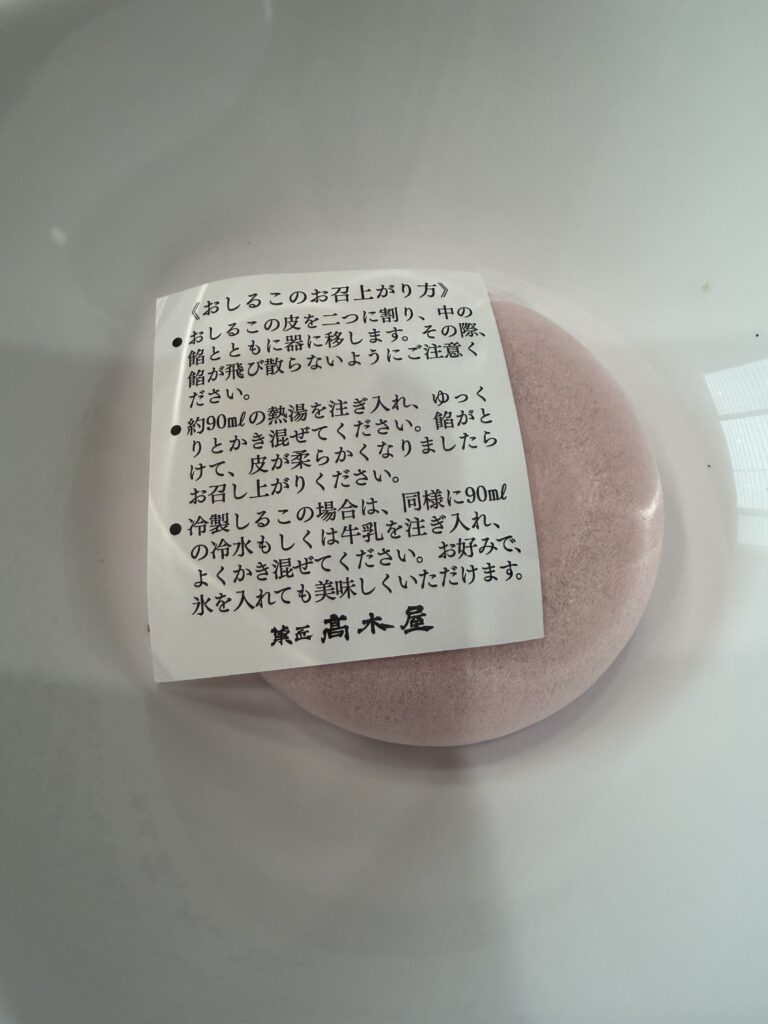 《おしるこのお召上がり方》
●おしるこの皮を二つに割り、中の
餡とともに器に移します。その際、
餡が飛び散らないようにご注意く
ださい。
●約90㎖の熱湯を注ぎ入れ、ゆっく
りとかき混ぜてください。餡がと
けて、皮が柔らかくなりましたら
お召し上がりください。
●冷製しるこの場合は、同様に90㎖
の冷水もしくは牛乳を注ぎ入れ、
よくかき混ぜてください。お好みで、
氷を入れても美味しくいただけます。
菓匠 髙木屋